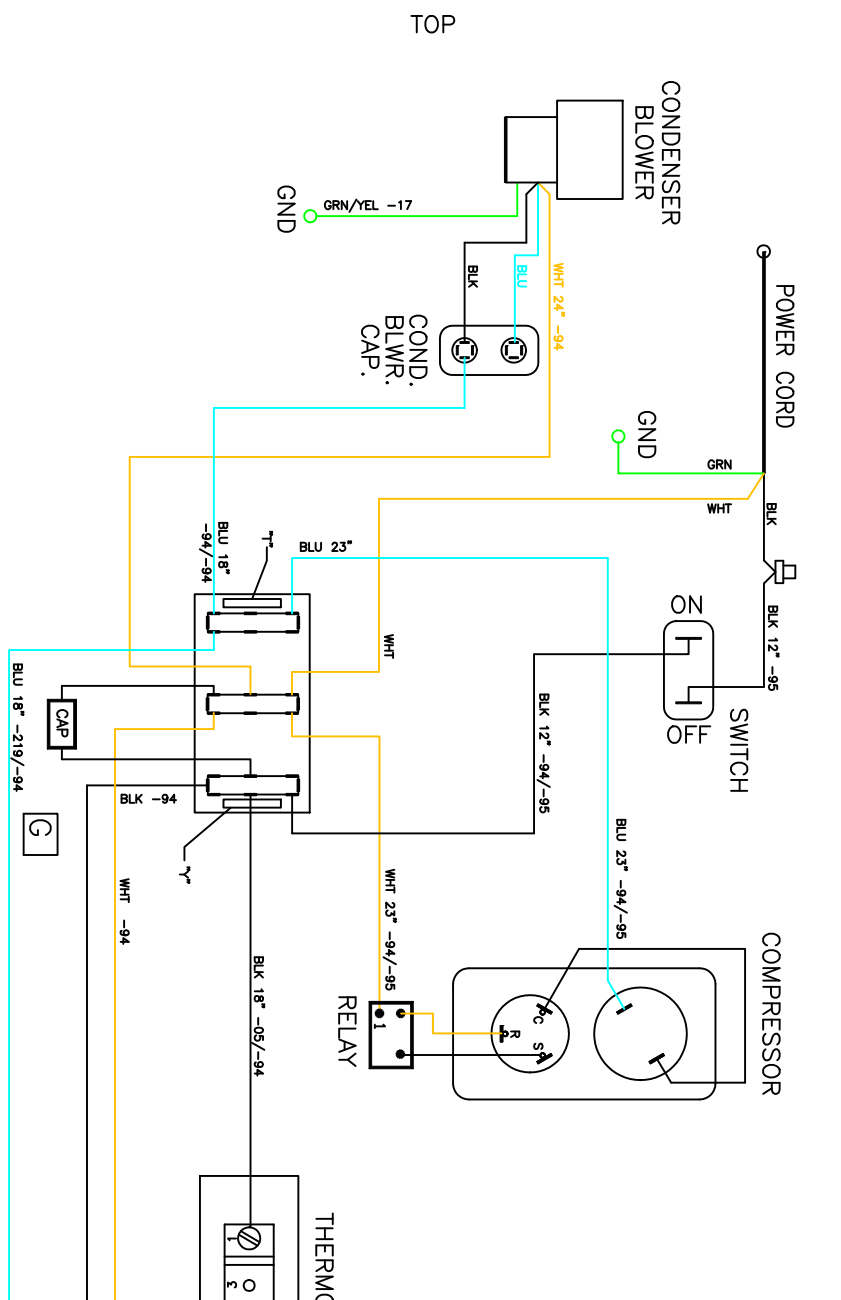 TOP
CONDENSER
BLOWER
GND
GRN/YEL -17
BLK
BLU
WHT 24" -94
POWER CORD
COND.
BLWR.
CAP.
GND
GRN
WHT
BLK
BLU 18"
-94/-94
"T"
BLU 23"
ON
BLK 12" -95
WHT
OFF
SWITCH
BLU 18" -219/-94
CAP
BLK 12" -94/-95
BLK -94
G
"Y"
BLU 23" -94/-95
WHT -94
WHT 23" -94/-95
BLK 18" -05/-94
COMPRESSOR
RELAY
1
C
R
S
1
3